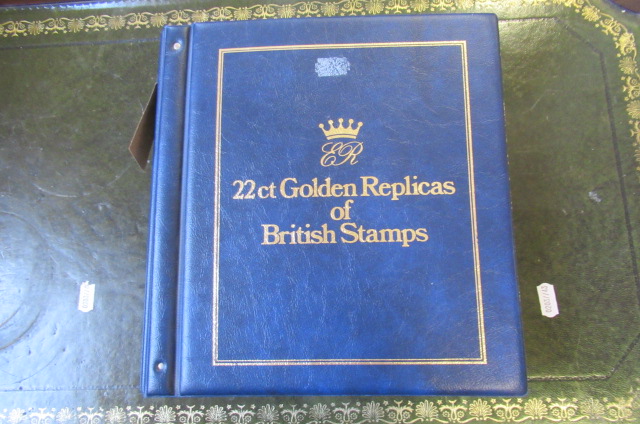 ER
22ct Golden Replicas
of
British Stamps